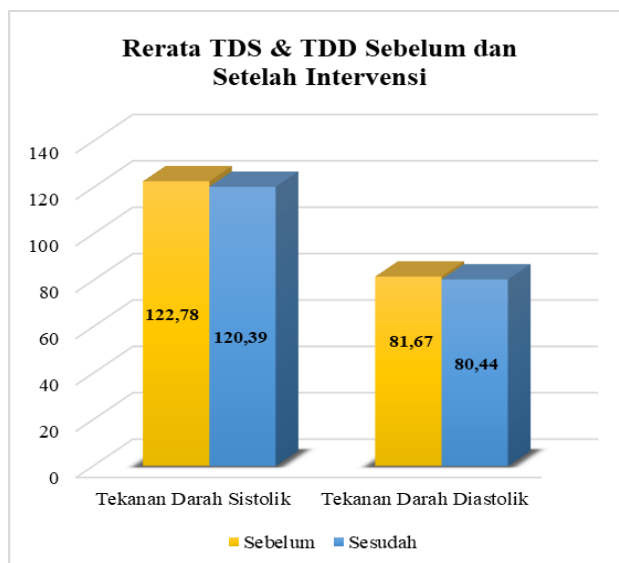 Rerata TDS & TDD Sebelum dan
Setelah Intervensi
140
120
100
80
60
40
20
0
122,78
120,39
81,67
80,44
Tekanan Darah Sistolik
Tekanan Darah Diastolik
Sebelum
Sesudah